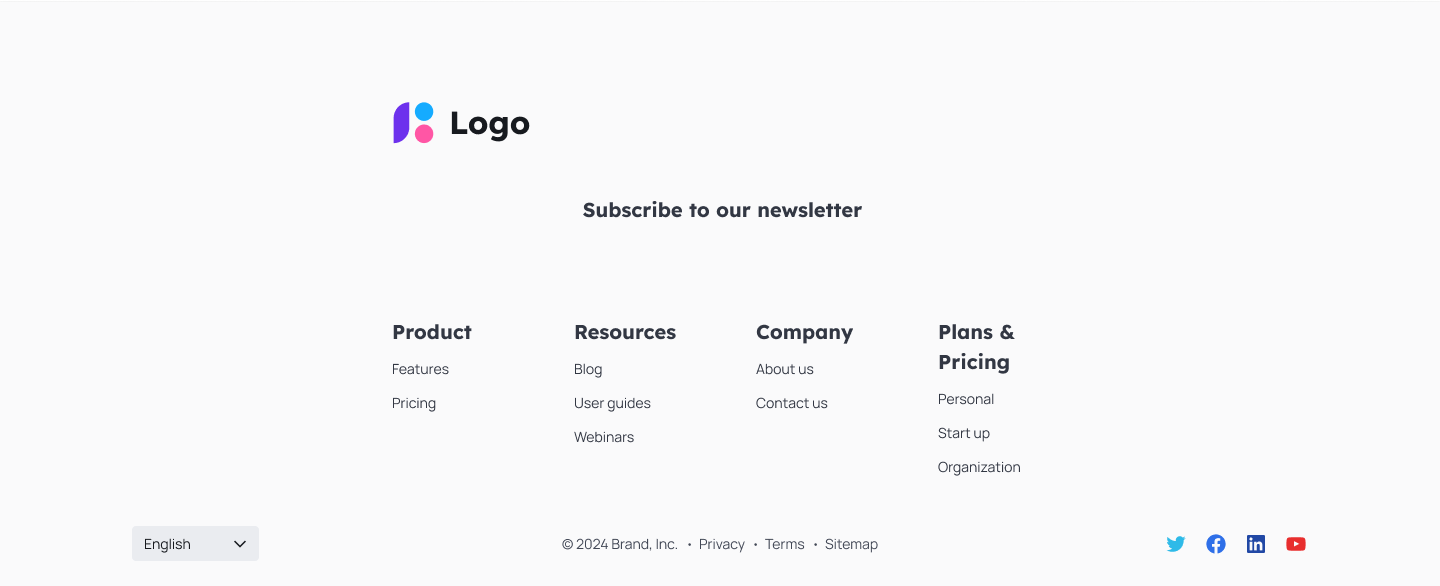 Logo
Subscribe to our newsletter
Product
Features
Pricing
Resources
Blog
User guides
Webinars
Company
About us
Contact us
Plans &
Pricing
Personal
Start up
Organization
English
© 2024 Brand, Inc. • Privacy • Terms • Sitemap
in